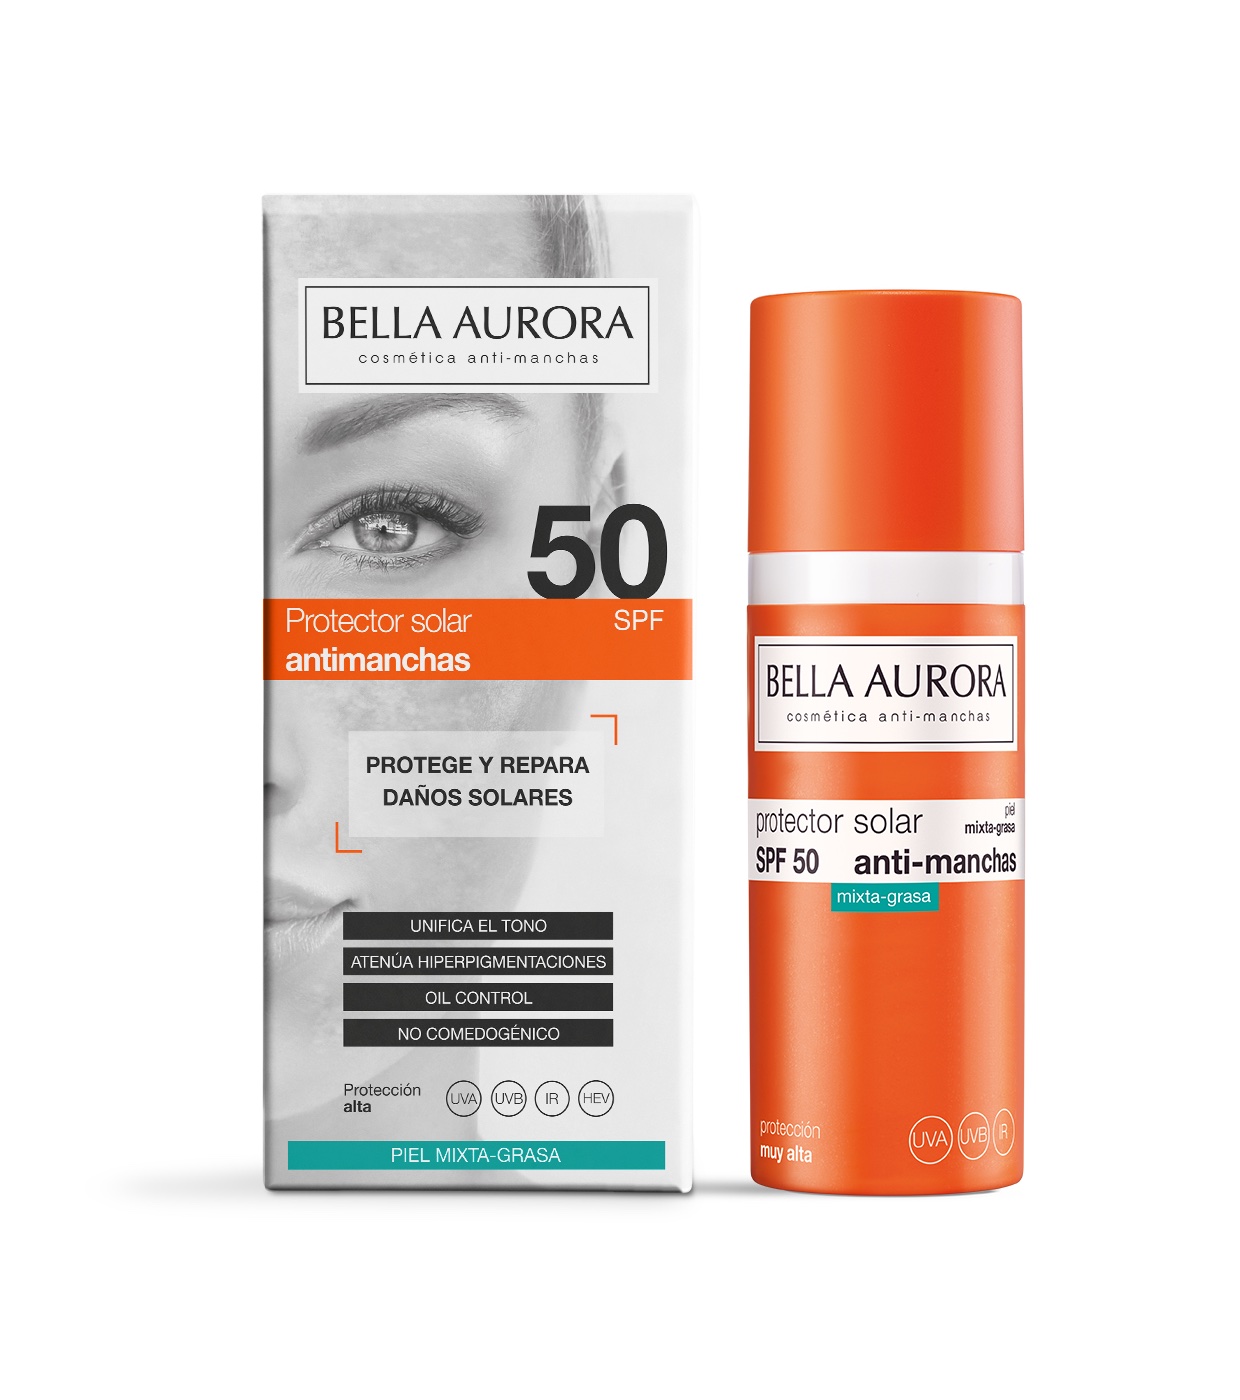 BELLA AURORA
cosmética anti-manchas
50
Protector solar SPF
antimanchas
PROTEGE Y REPARA
DAÑOS SOLARES
UNIFICA EL TONO
ATENÚA HIPERPIGMENTACIONES
OIL CONTROL
NO COMEDOGÉNICO
Protección
alta
UVA UVB IR HEV
PIEL MIXTA-GRASA
BELLA AURORA
cosmética anti-manchas
protector solar piel
mixta-grasa
SPF 50 anti-manchas
mixta-grasa
protección
muy alta
UVA UVB IR